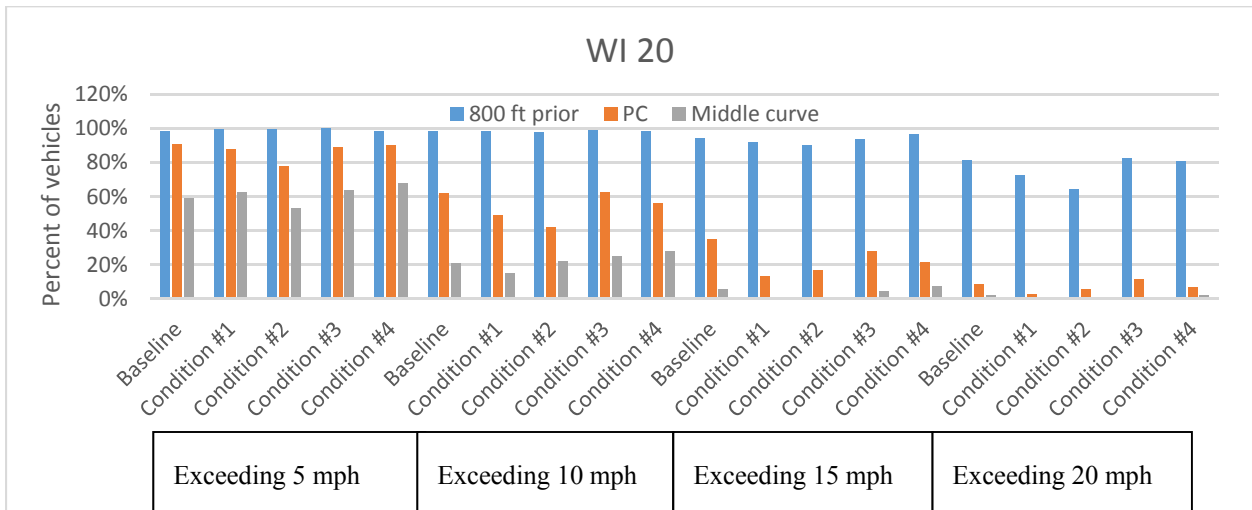 WI 20
Percent of vehicles
120%
100%
80%
60%
40%
20%
0%
800 ft prior PC Middle curve
Baseline
Condition #1
Condition #2
Condition #3
Condition #4
Baseline
Condition #1
Condition #2
Condition #3
Condition #4
Baseline
Condition #1
Condition #2
Condition #3
Condition #4
Baseline
Condition #1
Condition #2
Condition #3
Condition #4
Exceeding 5 mph
Exceeding 10 mph
Exceeding 15 mph
Exceeding 20 mph